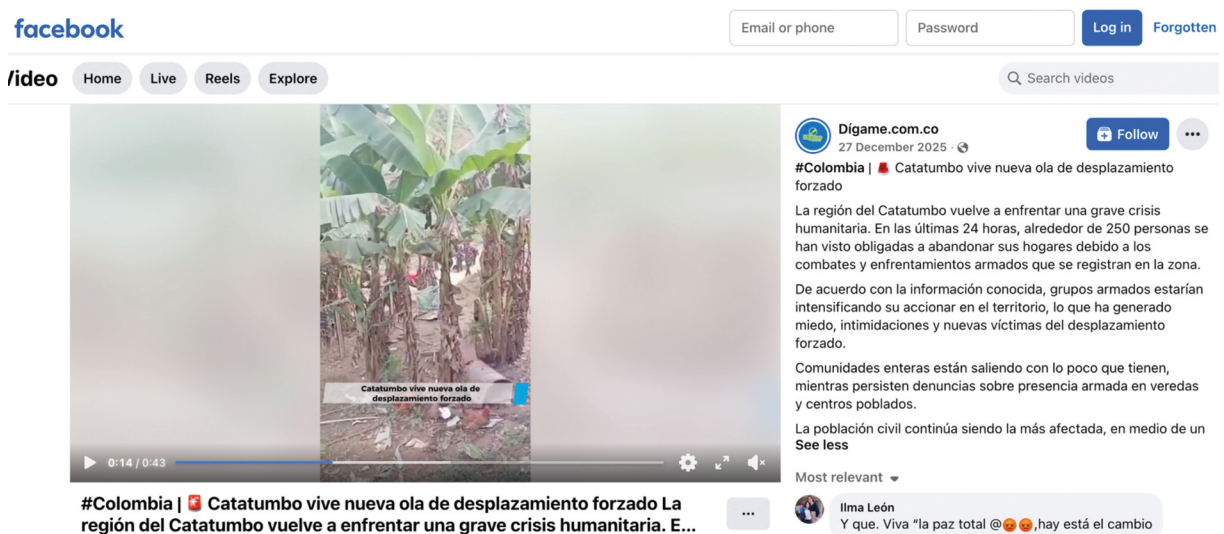 facebook
Email or phone
Password
Log in
Forgotten
Video
Home
Live
Reels
Explore
Search videos
Catatumbo vive nueva ola de
desplazamiento forzado
0:14 / 0:43
#Colombia | 🚨 Catatumbo vive nueva ola de desplazamiento forzado La
región del Catatumbo vuelve a enfrentar una grave crisis humanitaria. E...
Dígame.com.co
Follow
27 December 2025 ·
#Colombia | 🚨 Catatumbo vive nueva ola de desplazamiento
forzado
La región del Catatumbo vuelve a enfrentar una grave crisis
humanitaria. En las últimas 24 horas, alrededor de 250 personas se
han visto obligadas a abandonar sus hogares debido a los
combates y enfrentamientos armados que se registran en la zona.
De acuerdo con la información conocida, grupos armados estarían
intensificando su accionar en el territorio, lo que ha generado
miedo, intimidaciones y nuevas víctimas del desplazamiento
forzado.
Comunidades enteras están saliendo con lo poco que tienen,
mientras persisten denuncias sobre presencia armada en veredas
y centros poblados.
La población civil continúa siendo la más afectada, en medio de un
See less
Most relevant
Ilma León
Y que. Viva “la paz total @😡😡,hay está el cambio